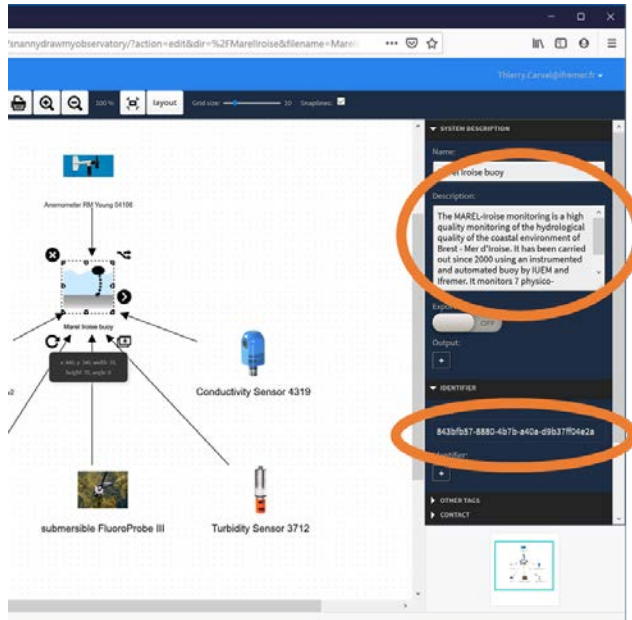 snannydrawmyobservatory/?action=edit&dir=%2FMarelIroise&filename=Marel
Thierry.Carval@ifremer.fr
100 % layout Grid size: 10 Snaplines:
SYSTEM DESCRIPTION
Name:
Iroise buoy
Description:
The MAREL-Iroise monitoring is a high
quality monitoring of the hydrological
quality of the coastal environment of
Brest - Mer d'Iroise. It has been carried
out since 2000 using an instrumented
and automated buoy by IUEM and
Ifremer. It monitors 7 physico-
OFF
Output:
+
IDENTIFIER
843bfb57-8880-4b7b-a40a-d9b37ff04e2a
+
OTHER TAGS
CONTACT
Anemometer RM Young 04106
Marel Iroise buoy
Conductivity Sensor 4319
submersible FluoroProbe III
Turbidity Sensor 3712